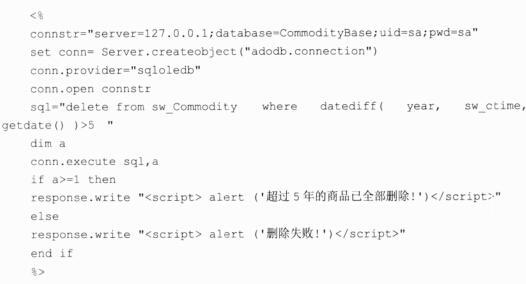 <%
connstr="server=127.0.0.1;database=CommodityBase;uid=sa;pwd=sa"
set conn= Server.createobject("adodb.connection")
conn.provider="sqloledb"
conn.open connstr
sql="delete from sw_Commodity where datediff( year, sw_ctime,
getdate() )>5 "
dim a
conn.execute sql,a
if a>=1 then
response.write "<script> alert ('超过 5 年的商品已全部删除!')</script>"
else
response.write "<script> alert ('删除失败!')</script>"
end if
%>